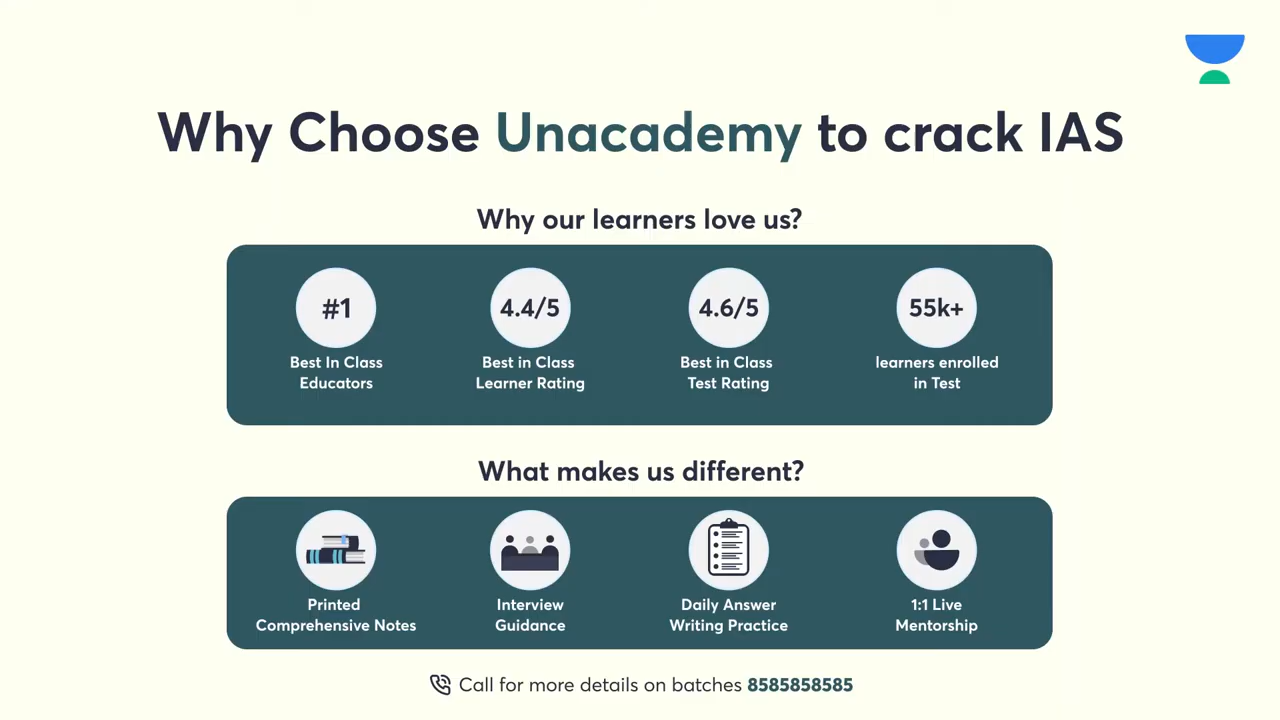 Why Choose Unacademy to crack IAS
Why our learners love us?
#1
Best In Class
Educators
4.4/5
Best in Class
Learner Rating
4.6/5
Best in Class
Test Rating
55k+
learners enrolled
in Test
What makes us different?
Printed
Comprehensive Notes
Interview
Guidance
Daily Answer
Writing Practice
1:1 Live
Mentorship
Call for more details on batches 8585858585